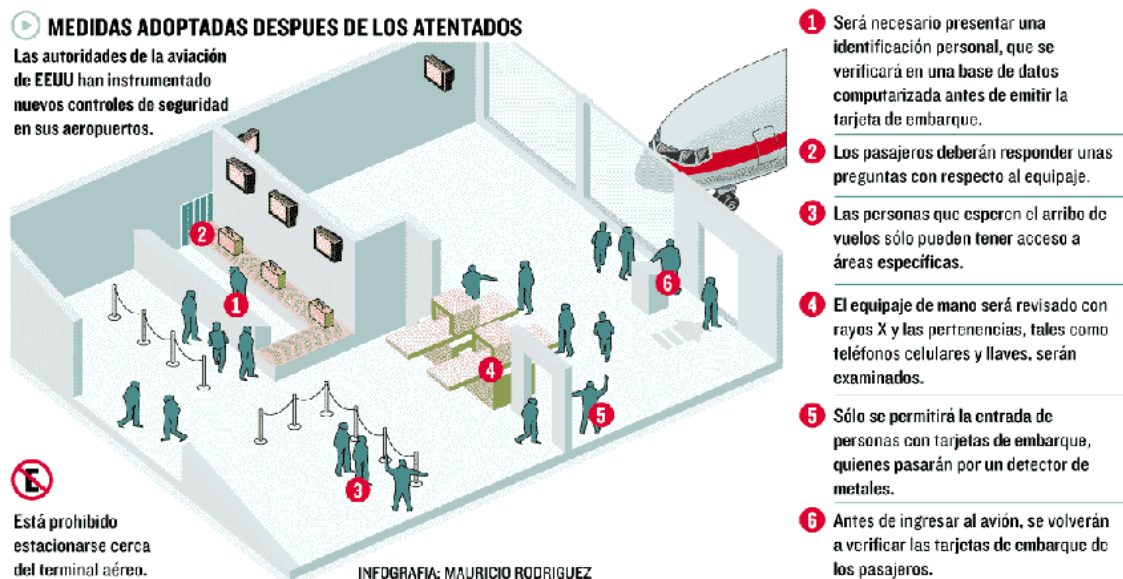 MEDIDAS ADOPTADAS DESPUES DE LOS ATENTADOS
Las autoridades de la aviación
de EEUU han instrumentado
nuevos controles de seguridad
en sus aeropuertos.
2
1
6
4
5
3
E
Está prohibido
estacionarse cerca
del terminal aéreo.
INFOGRAFIA: MAURICIO RODRIGUEZ
1 Será necesario presentar una
identificación personal, que se
verificará en una base de datos
computarizada antes de emitir la
tarjeta de embarque.
2 Los pasajeros deberán responder unas
preguntas con respecto al equipaje.
3 Las personas que esperen el arribo de
vuelos sólo pueden tener acceso a
áreas específicas.
4 El equipaje de mano será revisado con
rayos X y las pertenencias, tales como
teléfonos celulares y llaves, serán
examinados.
5 Sólo se permitirá la entrada de
personas con tarjetas de embarque,
quienes pasarán por un detector de
metales.
6 Antes de ingresar al avión, se volverán
a verificar las tarjetas de embarque de
los pasajeros.